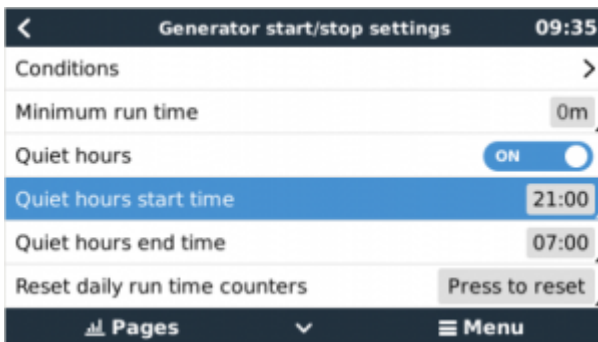 Generator start/stop settings 09:35
Conditions
Minimum run time 0m
Quiet hours ON
Quiet hours start time 21:00
Quiet hours end time 07:00
Reset daily run time counters Press to reset
Pages Menu